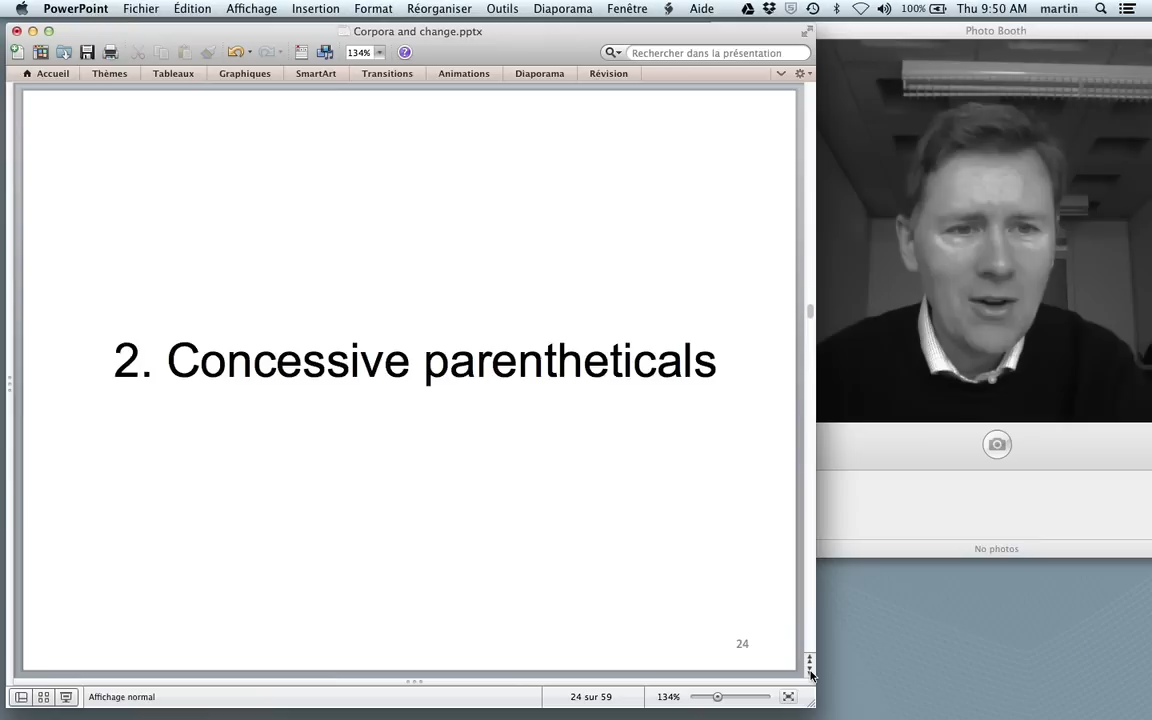 PowerPoint Fichier Édition Affichage Insertion Format Réorganiser Outils Diaporama Fenêtre Aide 100% Thu 9:50 AM martin
Corpora and change.pptx
134% Rechercher dans la présentation
Accueil Thèmes Tableaux Graphiques SmartArt Transitions Animations Diaporama Révision
2. Concessive parentheticals
24
Affichage normal 24 sur 59 134%
Photo Booth
No photos